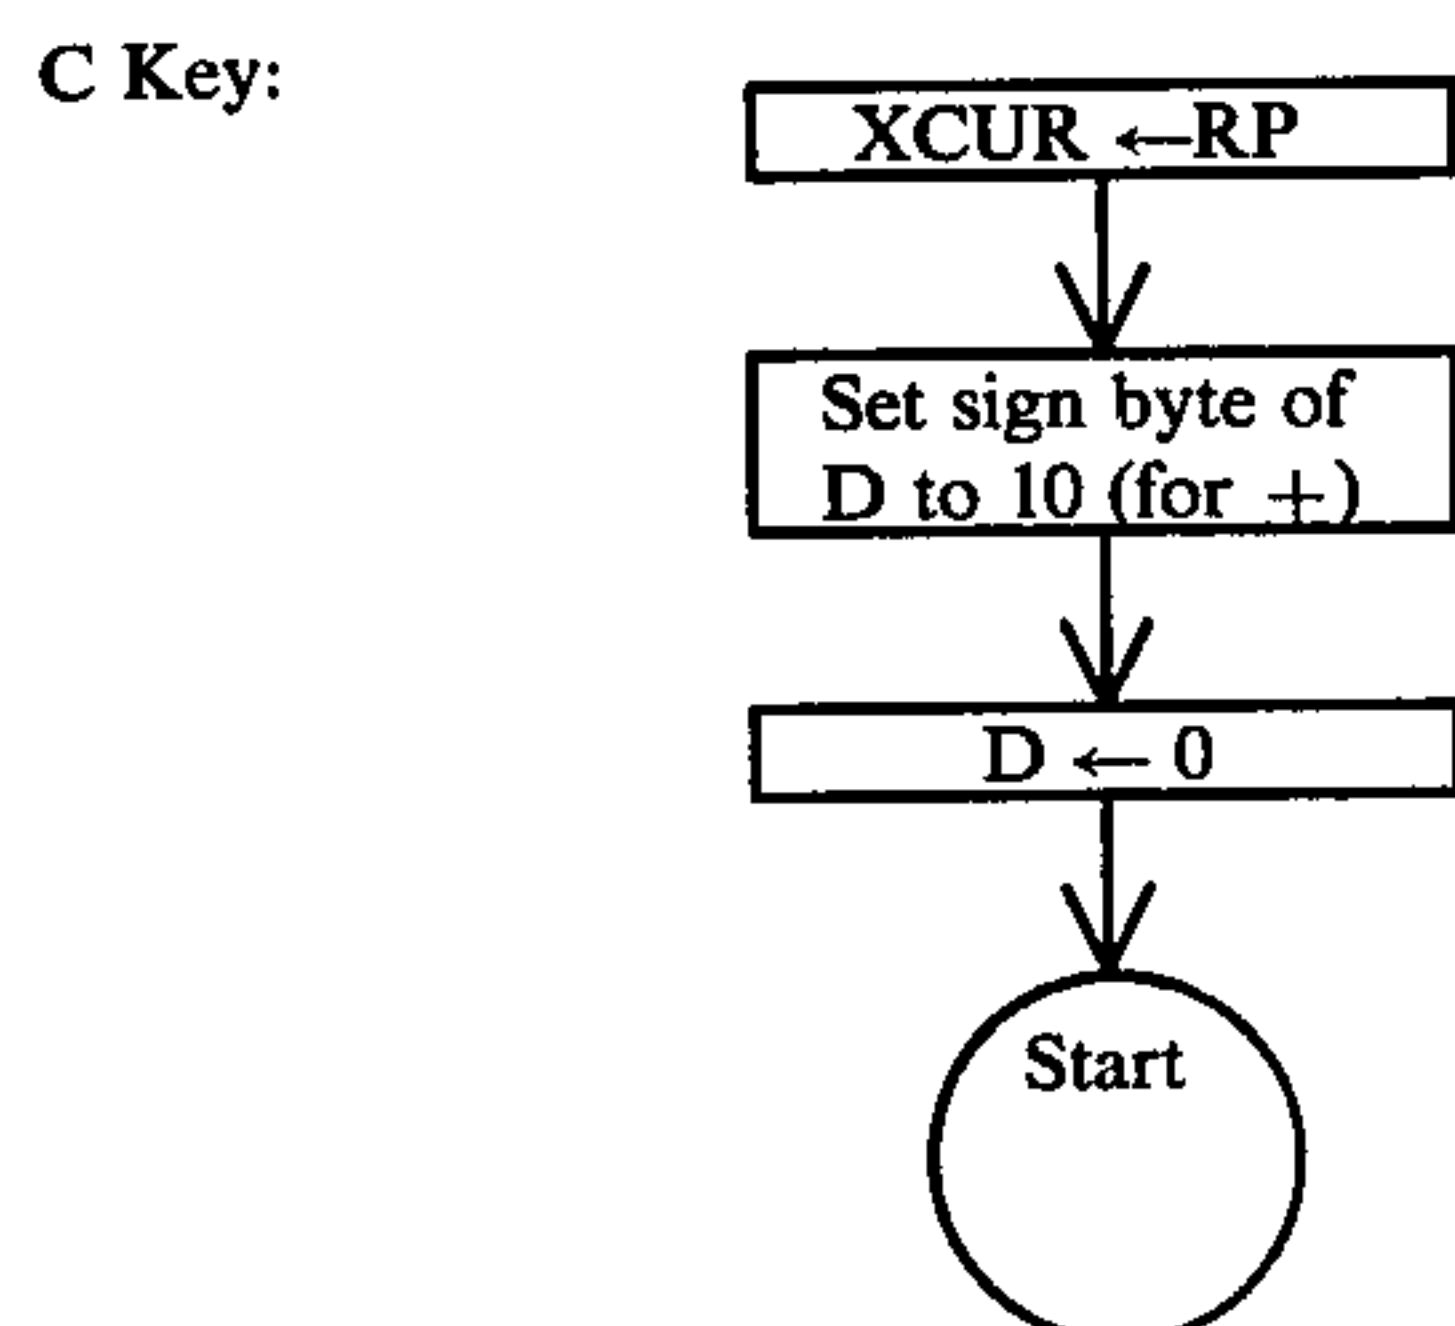 C Key:
XCUR ←RP
Set sign byte of
D to 10 (for +)
D ← 0
Start